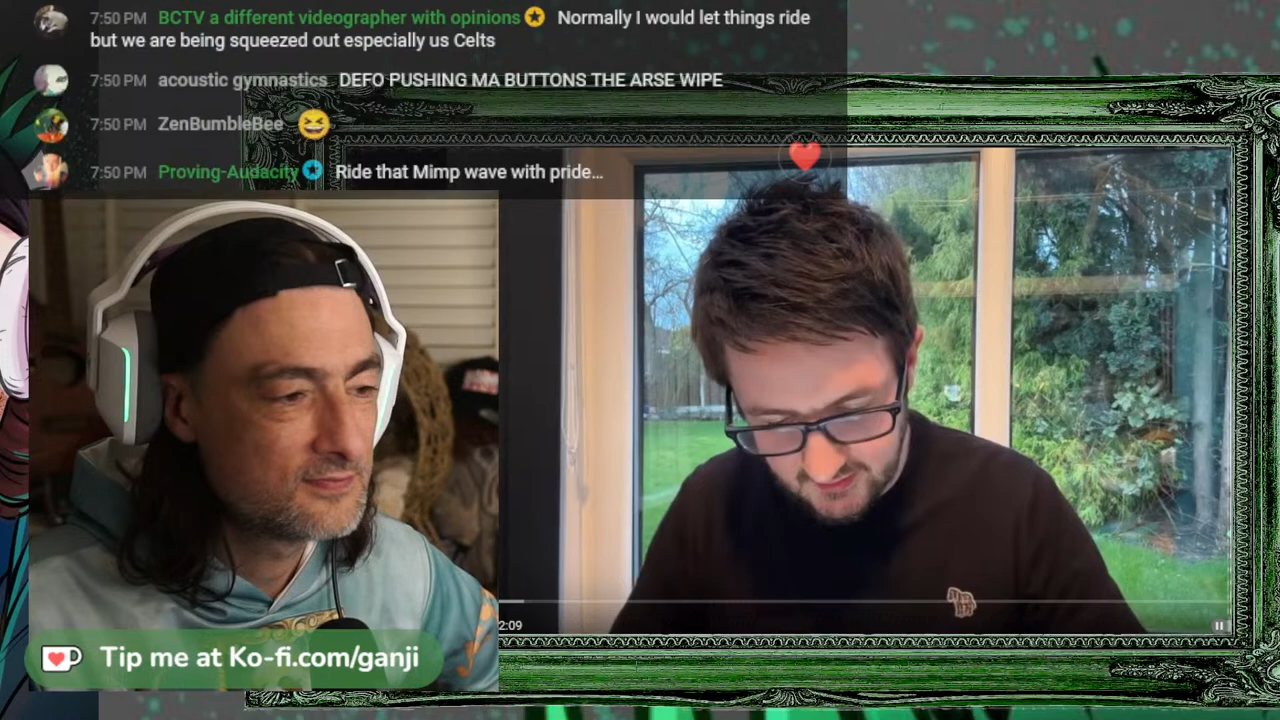 7:50 PM BCTV a different videographer with opinions Normally I would let things ride
but we are being squeezed out especially us Celts
7:50 PM acoustic gymnastics DEFO PUSHING MA BUTTONS THE ARSE WIPE
7:50 PM ZenBumbleBee
7:50 PM Proving-Audacity Ride that Mimp wave with pride...
2:09
Tip me at Ko-fi.com/ganji